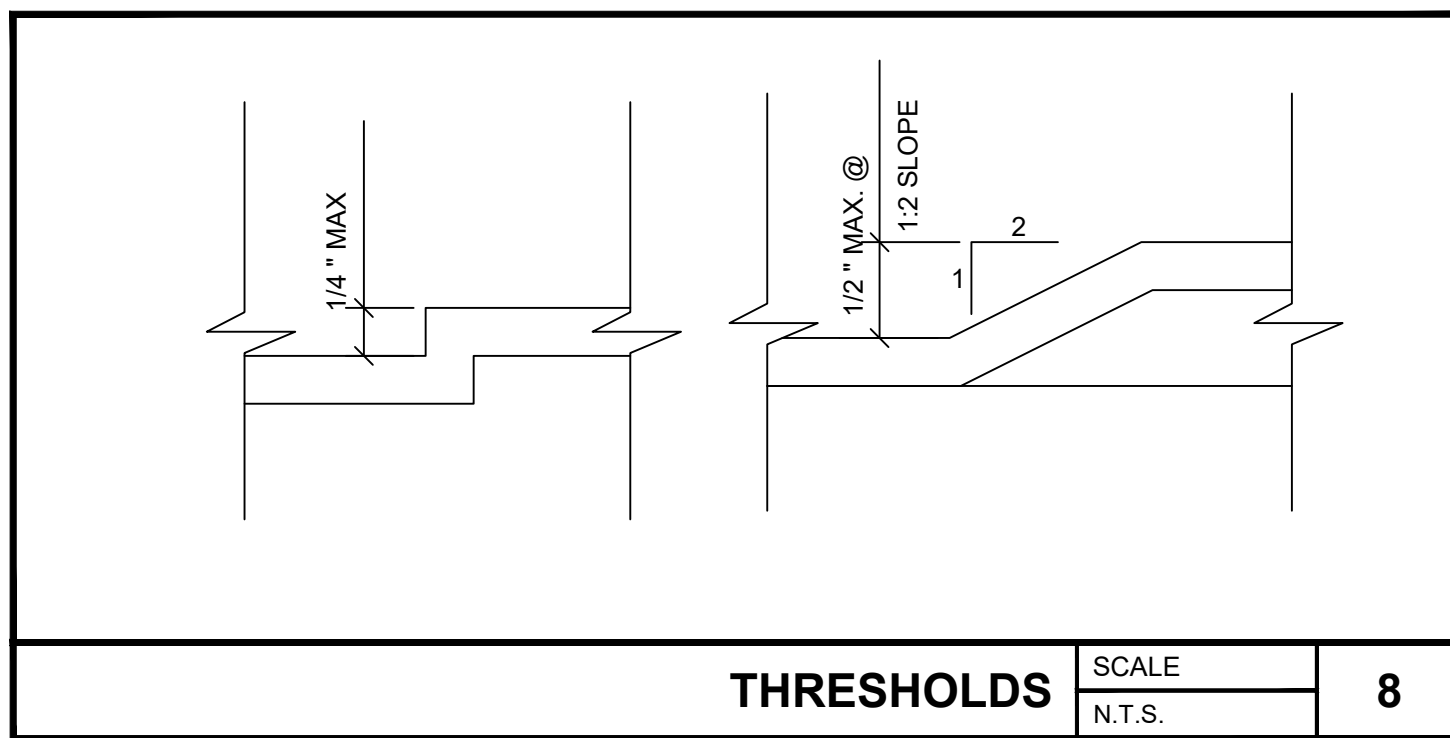 1/4 " MAX
1/2 " MAX. @
1:2 SLOPE
2
1
THRESHOLDS
SCALE
N.T.S.
8